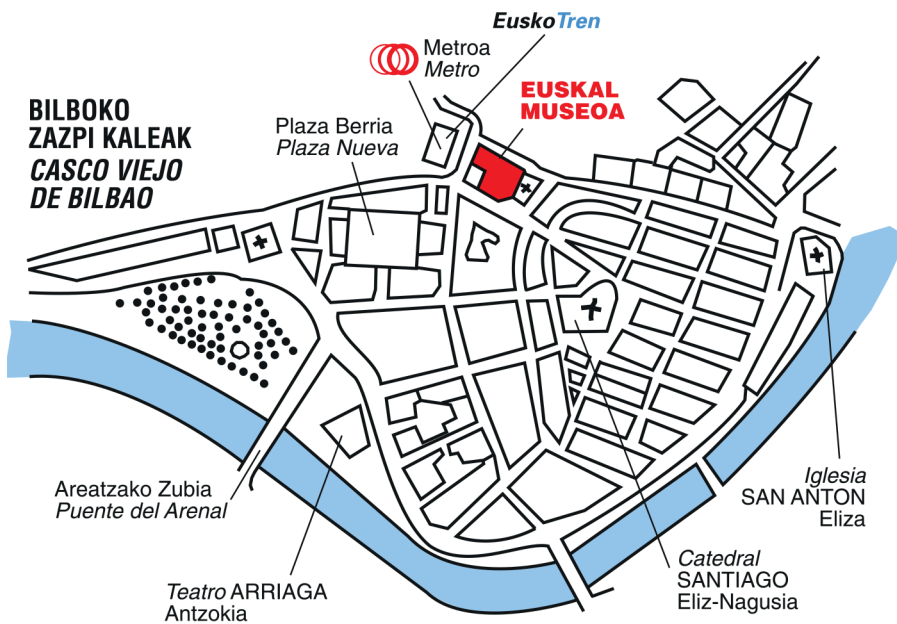 EuskoTren
Metroa
Metro
EUSKAL
MUSEOA
BILBOKO
ZAZPI KALEAK
CASCO VIEJO
DE BILBAO
Plaza Berria
Plaza Nueva
Areatzako Zubia
Puente del Arenal
Teatro ARRIAGA
Antzokia
Iglesia
SAN ANTON
Eliza
Catedral
SANTIAGO
Eliz-Nagusia